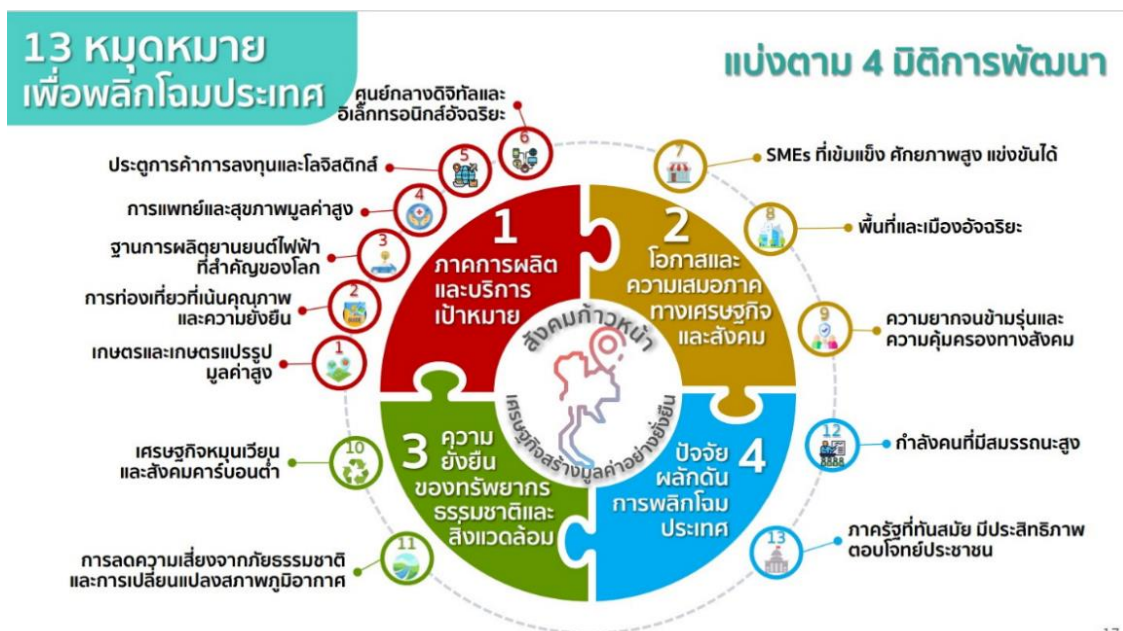 13 หมุดหมาย
เพื่อพลิกโฉมประเทศ
แบ่งตาม 4 มิติการพัฒนา
6
ศูนย์กลางดิจิทัลและ
อิเล็กทรอนิกส์อัจฉริยะ
5
ประตูการค้าการลงทุนและโลจิสติกส์
4
การแพทย์และสุขภาพมูลค่าสูง
3
ฐานการผลิตยานยนต์ไฟฟ้า
ที่สำคัญของโลก
2
การท่องเที่ยวที่เน้นคุณภาพ
และความยั่งยืน
1
เกษตรและเกษตรแปรรูป
มูลค่าสูง
1
ภาคการผลิต
และบริการ
เป้าหมาย
2
โอกาสและ
ความเสมอภาค
ทางเศรษฐกิจ
และสังคม
7
SMEs ที่เข้มแข็ง ศักยภาพสูง แข่งขันได้
8
พื้นที่และเมืองอัจฉริยะ
9
ความยากจนข้ามรุ่นและ
ความคุ้มครองทางสังคม
สังคมก้าวหน้า
เศรษฐกิจสร้างมูลค่าอย่างยั่งยืน
3 ความ
ยั่งยืน
ของทรัพยากร
ธรรมชาติและ
สิ่งแวดล้อม
10
เศรษฐกิจหมุนเวียน
และสังคมคาร์บอนต่ำ
11
การลดความเสี่ยงจากภัยธรรมชาติ
และการเปลี่ยนแปลงสภาพภูมิอากาศ
4
ปัจจัย
ผลักดัน
การพลิกโฉม
ประเทศ
12
กำลังคนที่มีสมรรถนะสูง
13
ภาครัฐที่ทันสมัย มีประสิทธิภาพ
ตอบโจทย์ประชาชน